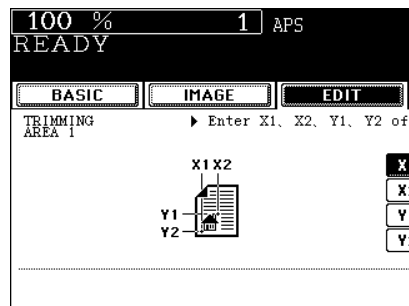 100 % 1 APS
READY
BASIC IMAGE EDIT
TRIMMING ▶ Enter X1、 X2、 Y1、 Y2 of
AREA 1
X1 X2
X
X
Y1
Y
Y2
Y